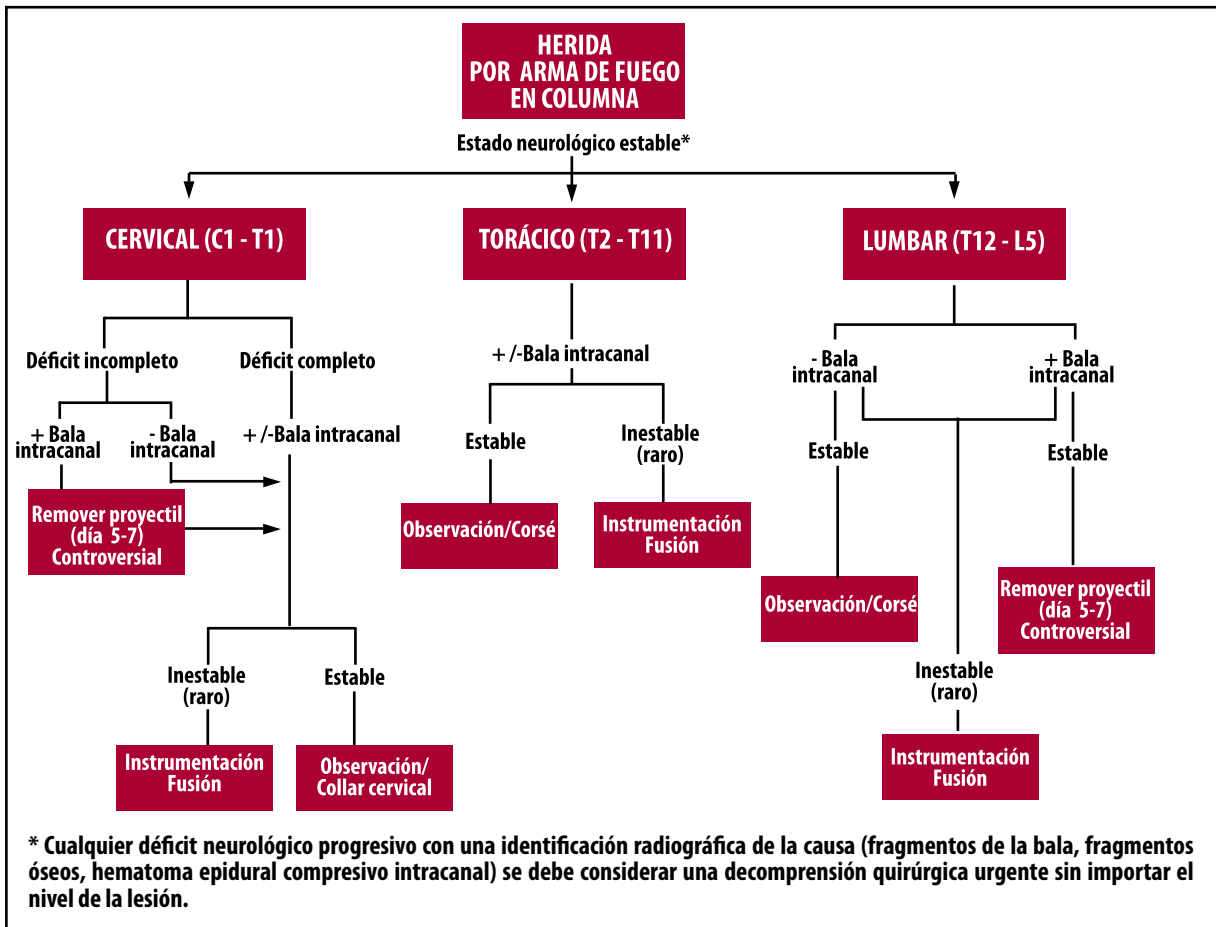 HERIDA
POR ARMA DE FUEGO
EN COLUMNA
Estado neurológico estable*
CERVICAL (C1 - T1)
TORÁCICO (T2 - T11)
LUMBAR (T12 - L5)
Déficit incompleto
Déficit completo
+ /-Bala intracanal
- Bala
intracanal
+ Bala
intracanal
+ Bala
intracanal
- Bala
intracanal
+ /-Bala intracanal
Estable
Inestable
(raro)
Estable
Estable
Remover proyectil
(día 5-7)
Controversial
Observación/Corsé
Instrumentación
Fusión
Observación/Corsé
Remover proyectil
(día 5-7)
Controversial
Inestable
(raro)
Estable
Inestable
(raro)
Instrumentación
Fusión
Observación/
Collar cervical
Instrumentación
Fusión
* Cualquier déficit neurológico progresivo con una identificación radiográfica de la causa (fragmentos de la bala, fragmentos
óseos, hematoma epidural compresivo intracanal) se debe considerar una decomprensión quirúrgica urgente sin importar el
nivel de la lesión.